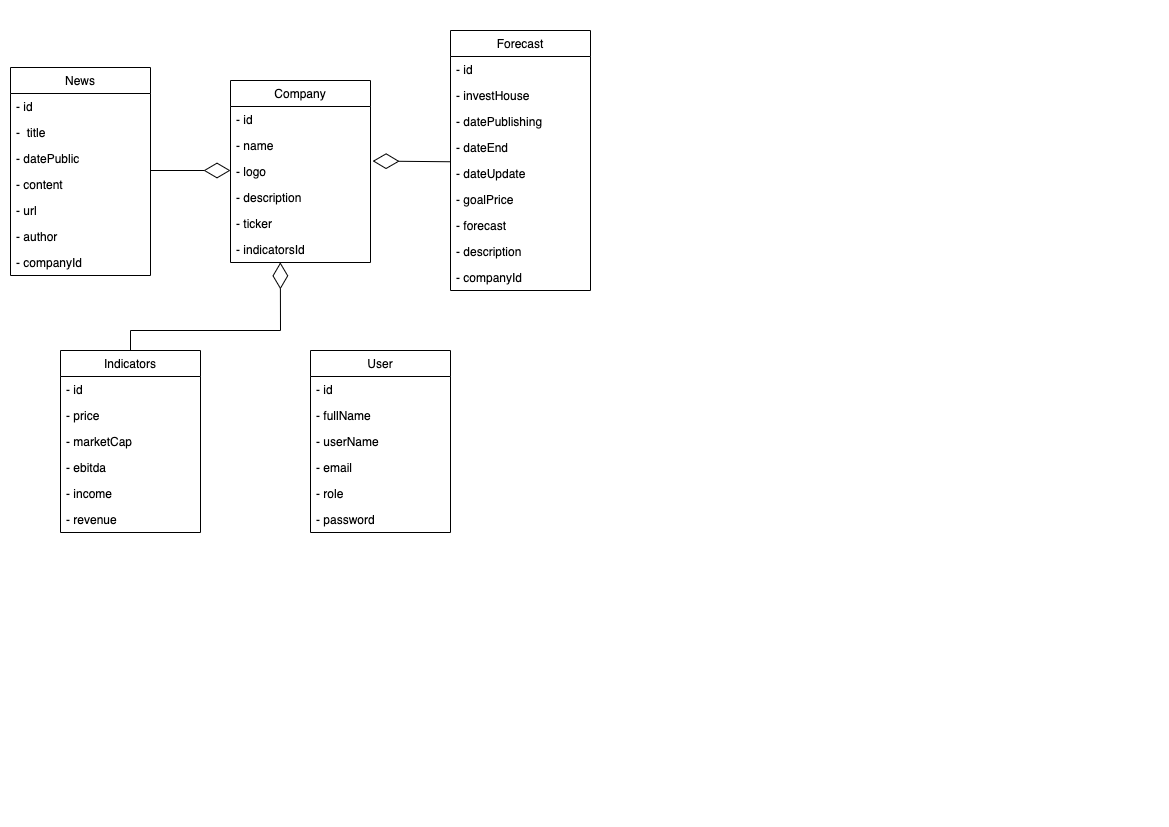 News
- id
-  title
- datePublic
- content
- url
- author
- companyId
Company
- id
- name
- logo
- description
- ticker
- indicatorsId
Forecast
- id
- investHouse
- datePublishing
- dateEnd
- dateUpdate
- goalPrice
- forecast
- description
- companyId
Indicators
- id
- price
- marketCap
- ebitda
- income
- revenue
User
- id
- fullName
- userName
- email
- role
- password